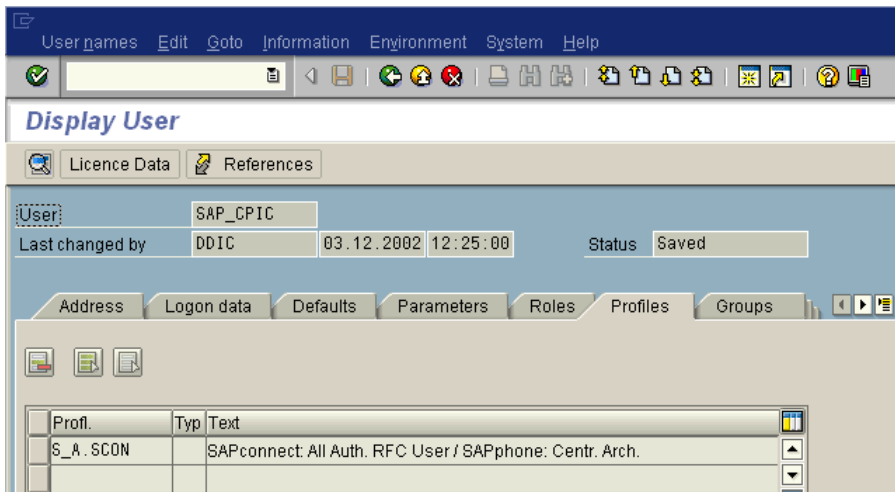 User names Edit Goto Information Environment System Help
Display User
Licence Data References
User SAP_CPIC
Last changed by DDIC 03.12.2002 12:25:00 Status Saved
Address Logon data Defaults Parameters Roles Profiles Groups
Profl. Typ Text
S_A.SCON SAPconnect: All Auth. RFC User / SAPphone: Centr. Arch.